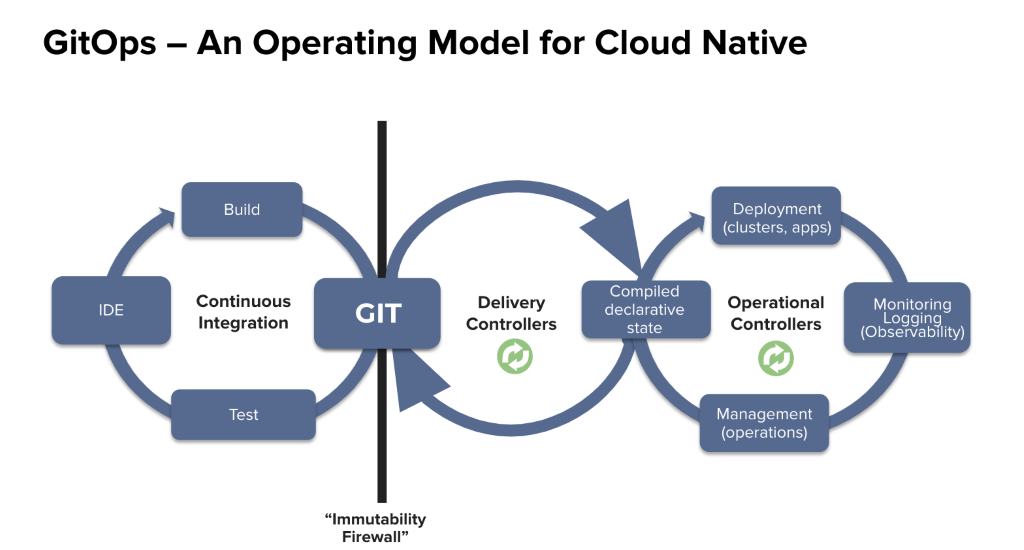 GitOps – An Operating Model for Cloud Native
Build
IDE
Continuous
Integration
Test
GIT
"Immutability
Firewall"
Delivery
Controllers
Compiled
declarative
state
Operational
Controllers
Deployment
(clusters, apps)
Monitoring
Logging
(Observability)
Management
(operations)